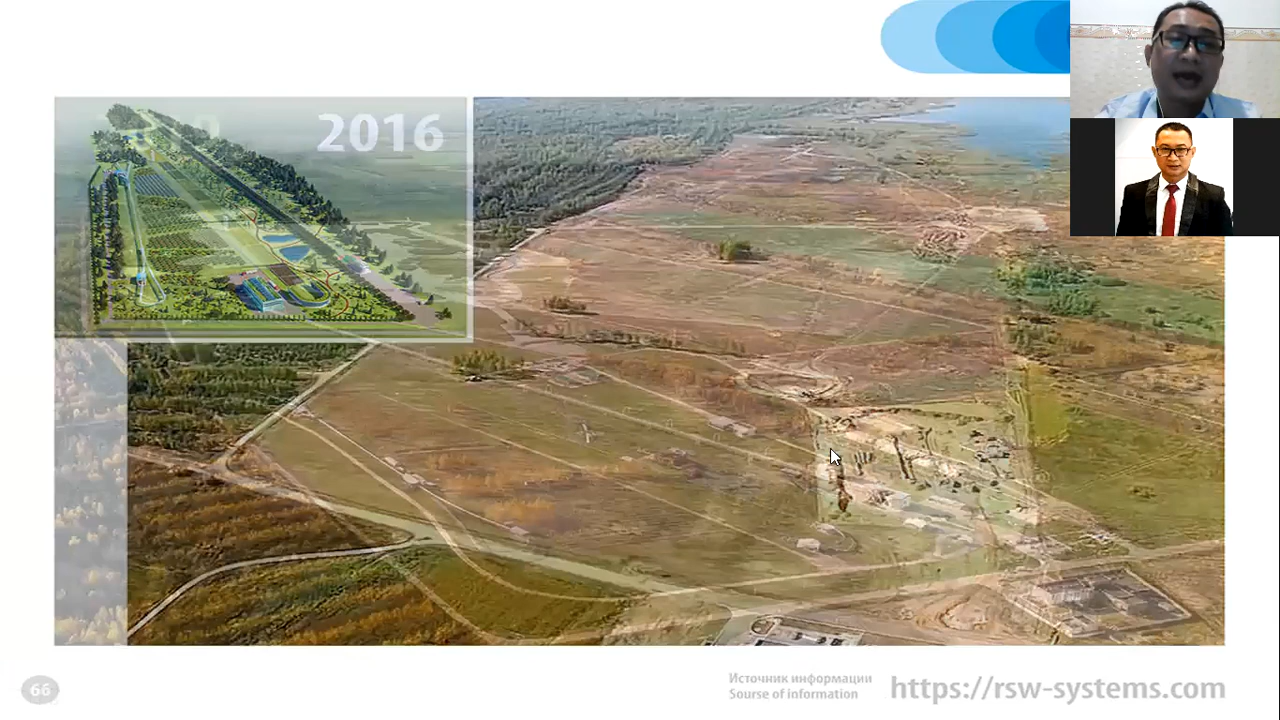 2016
66
Источник информации
Sourse of information
https://rsw-systems.com